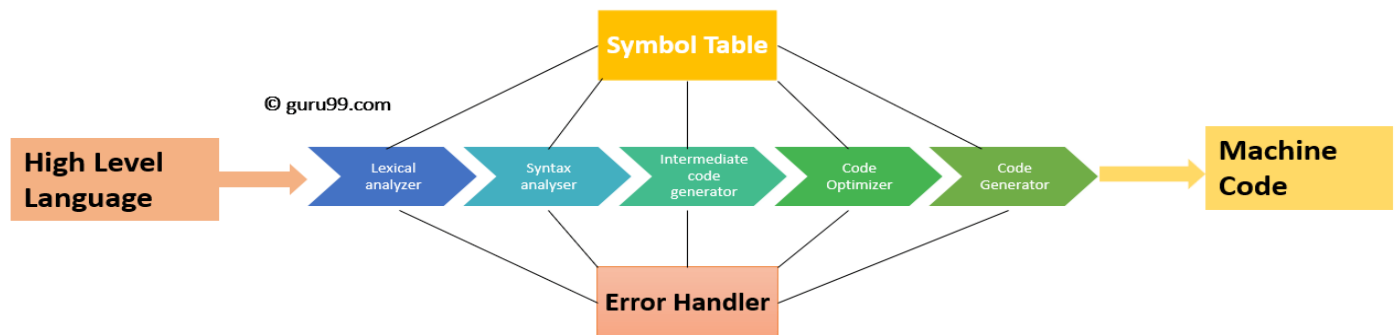 Symbol Table
© guru99.com
High Level
Language
Lexical
analyzer
Syntax
analyser
Intermediate
code
generator
Code
Optimizer
Code
Generator
Machine
Code
Error Handler